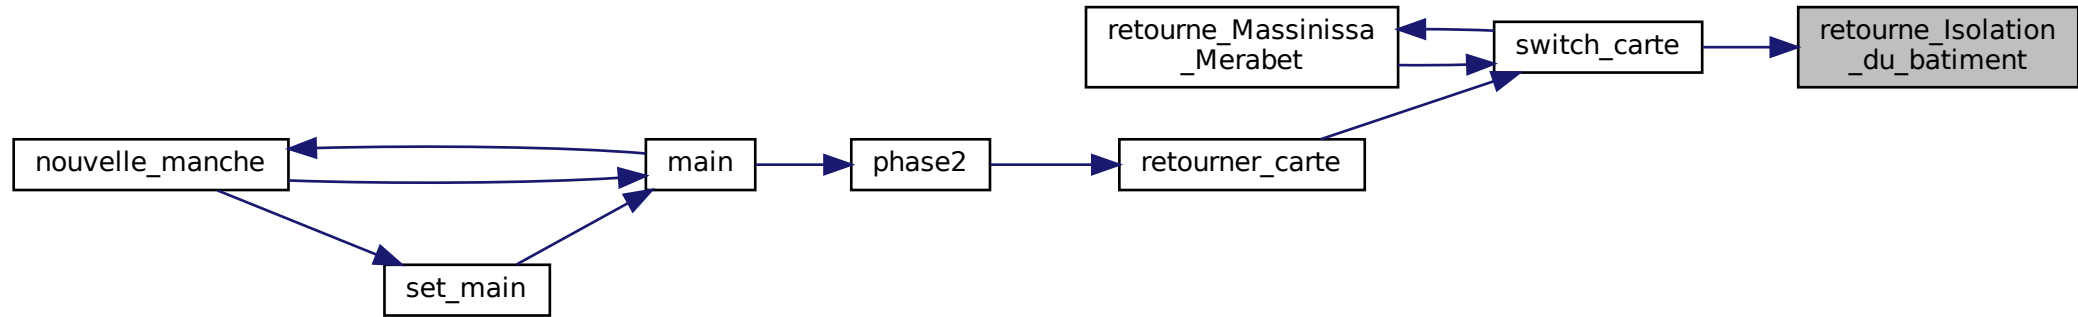 retourne_Massinissa
_Merabet
switch_carte
retourne_Isolation
_du_batiment
nouvelle_manche
main
phase2
retourner_carte
set_main